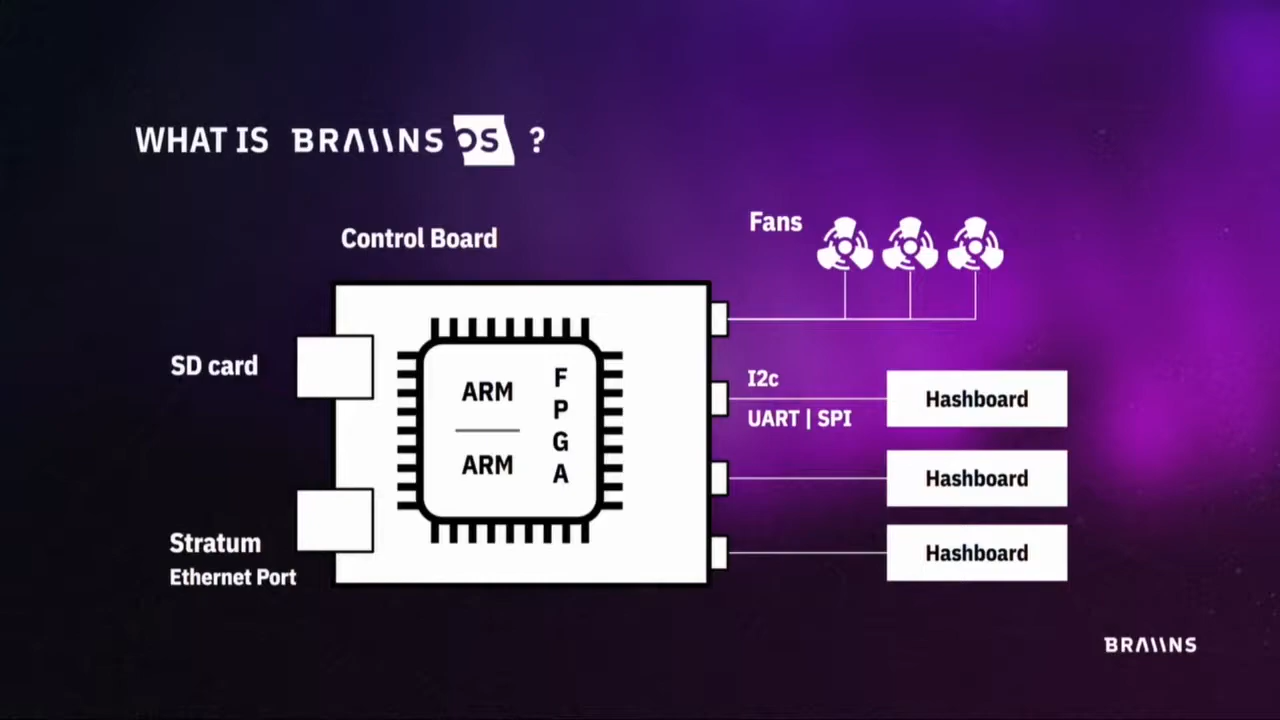 WHAT IS BRAIINS OS ?
Control Board
Fans
SD card
ARM
ARM
FPGA
I2c
UART | SPI
Hashboard
Hashboard
Hashboard
Stratum
Ethernet Port
BRAIINS